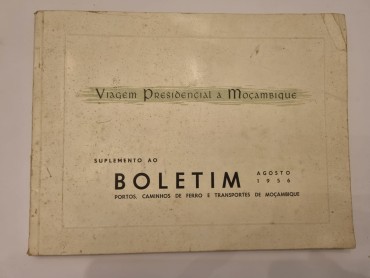 Viagem Presidencial a Moçambique
SUPLEMENTO AO
BOLETIM
AGOSTO
1956
PORTOS, CAMINHOS DE FERRO E TRANSPORTES DE MOÇAMBIQUE